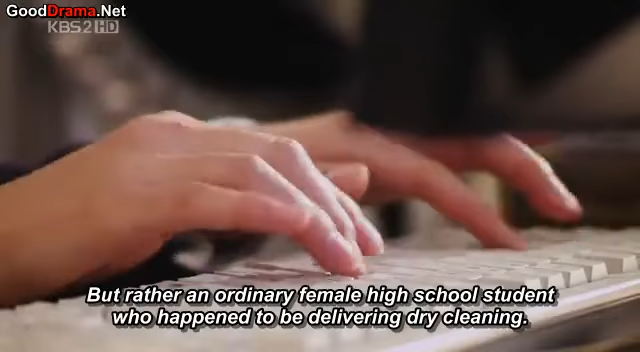 GoodDrama.Net
KBS2HD
But rather an ordinary female high school student
who happened to be delivering dry cleaning.